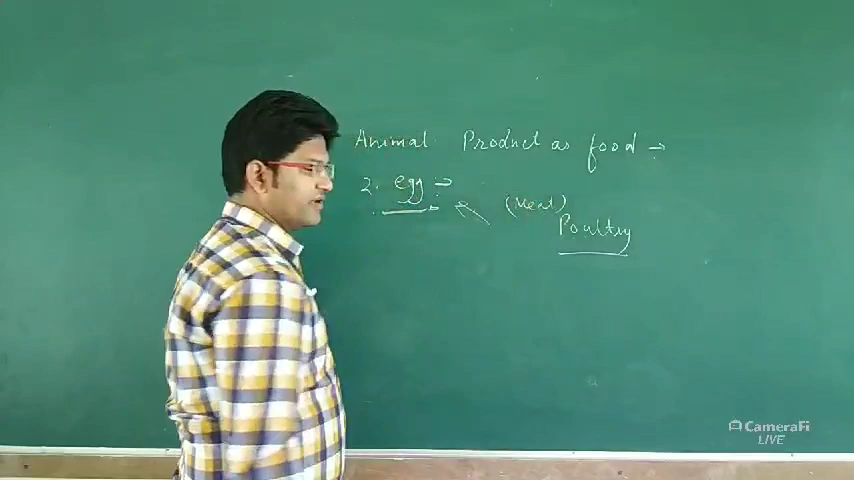 Animal Product as food :→
2. egg :→
(Meat)
Poultry
CameraFi
LIVE